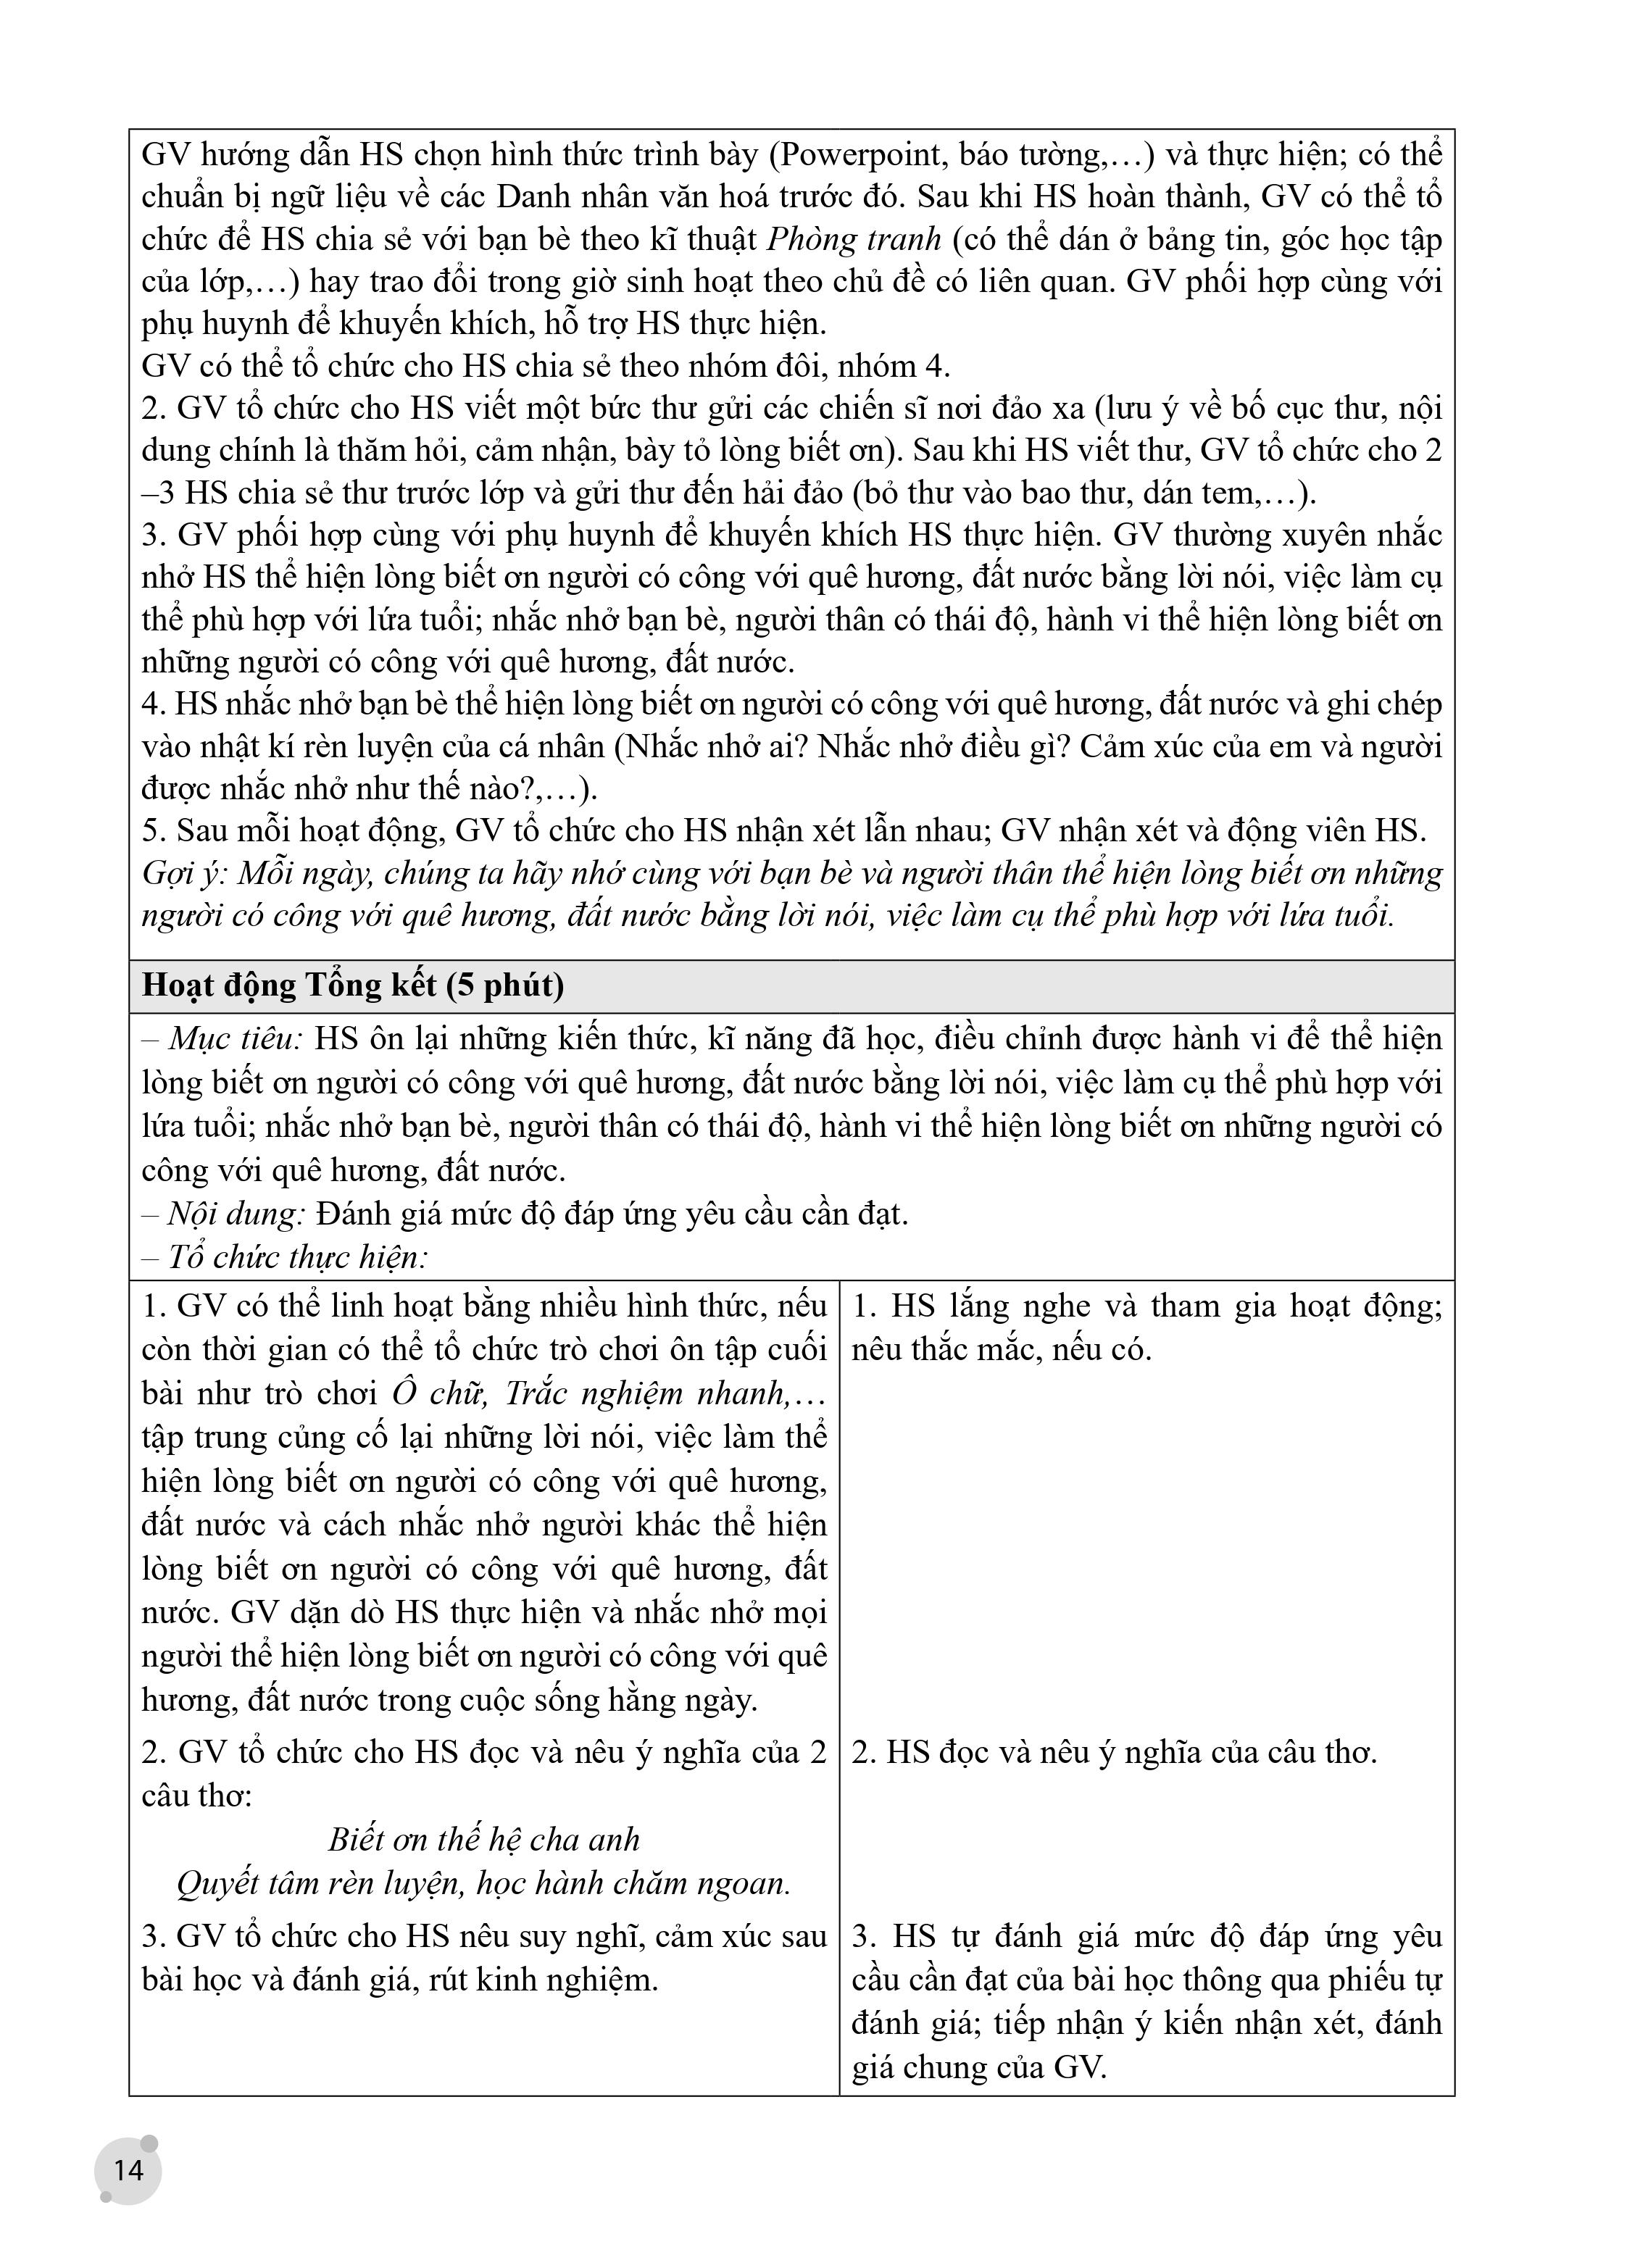 GV hướng dẫn HS chọn hình thức trình bày (Powerpoint, báo tường,…) và thực hiện; có thể
chuẩn bị ngữ liệu về các Danh nhân văn hoá trước đó. Sau khi HS hoàn thành, GV có thể tổ
chức để HS chia sẻ với bạn bè theo kĩ thuật Phòng tranh (có thể dán ở bảng tin, góc học tập
của lớp,…) hay trao đổi trong giờ sinh hoạt theo chủ đề có liên quan. GV phối hợp cùng với
phụ huynh để khuyến khích, hỗ trợ HS thực hiện.
GV có thể tổ chức cho HS chia sẻ theo nhóm đôi, nhóm 4.
2. GV tổ chức cho HS viết một bức thư gửi các chiến sĩ nơi đảo xa (lưu ý về bố cục thư, nội
dung chính là thăm hỏi, cảm nhận, bày tỏ lòng biết ơn). Sau khi HS viết thư, GV tổ chức cho 2
–3 HS chia sẻ thư trước lớp và gửi thư đến hải đảo (bỏ thư vào bao thư, dán tem,…).
3. GV phối hợp cùng với phụ huynh để khuyến khích HS thực hiện. GV thường xuyên nhắc
nhở HS thể hiện lòng biết ơn người có công với quê hương, đất nước bằng lời nói, việc làm cụ
thể phù hợp với lứa tuổi; nhắc nhở bạn bè, người thân có thái độ, hành vi thể hiện lòng biết ơn
những người có công với quê hương, đất nước.
4. HS nhắc nhở bạn bè thể hiện lòng biết ơn người có công với quê hương, đất nước và ghi chép
vào nhật kí rèn luyện của cá nhân (Nhắc nhở ai? Nhắc nhở điều gì? Cảm xúc của em và người
được nhắc nhở như thế nào?,…).
5. Sau mỗi hoạt động, GV tổ chức cho HS nhận xét lẫn nhau; GV nhận xét và động viên HS.
Gợi ý: Mỗi ngày, chúng ta hãy nhớ cùng với bạn bè và người thân thể hiện lòng biết ơn những
người có công với quê hương, đất nước bằng lời nói, việc làm cụ thể phù hợp với lứa tuổi.
Hoạt động Tổng kết (5 phút)
– Mục tiêu: HS ôn lại những kiến thức, kĩ năng đã học, điều chỉnh được hành vi để thể hiện
lòng biết ơn người có công với quê hương, đất nước bằng lời nói, việc làm cụ thể phù hợp với
lứa tuổi; nhắc nhở bạn bè, người thân có thái độ, hành vi thể hiện lòng biết ơn những người có
công với quê hương, đất nước.
– Nội dung: Đánh giá mức độ đáp ứng yêu cầu cần đạt.
– Tổ chức thực hiện:
1. GV có thể linh hoạt bằng nhiều hình thức, nếu
còn thời gian có thể tổ chức trò chơi ôn tập cuối
bài như trò chơi Ô chữ, Trắc nghiệm nhanh,…
tập trung củng cố lại những lời nói, việc làm thể
hiện lòng biết ơn người có công với quê hương,
đất nước và cách nhắc nhở người khác thể hiện
lòng biết ơn người có công với quê hương, đất
nước. GV dặn dò HS thực hiện và nhắc nhở mọi
người thể hiện lòng biết ơn người có công với quê
hương, đất nước trong cuộc sống hằng ngày.
1. HS lắng nghe và tham gia hoạt động;
nêu thắc mắc, nếu có.
2. GV tổ chức cho HS đọc và nêu ý nghĩa của 2
câu thơ:
Biết ơn thế hệ cha anh
Quyết tâm rèn luyện, học hành chăm ngoan.
2. HS đọc và nêu ý nghĩa của câu thơ.
3. GV tổ chức cho HS nêu suy nghĩ, cảm xúc sau
bài học và đánh giá, rút kinh nghiệm.
3. HS tự đánh giá mức độ đáp ứng yêu
cầu cần đạt của bài học thông qua phiếu tự
đánh giá; tiếp nhận ý kiến nhận xét, đánh
giá chung của GV.
14